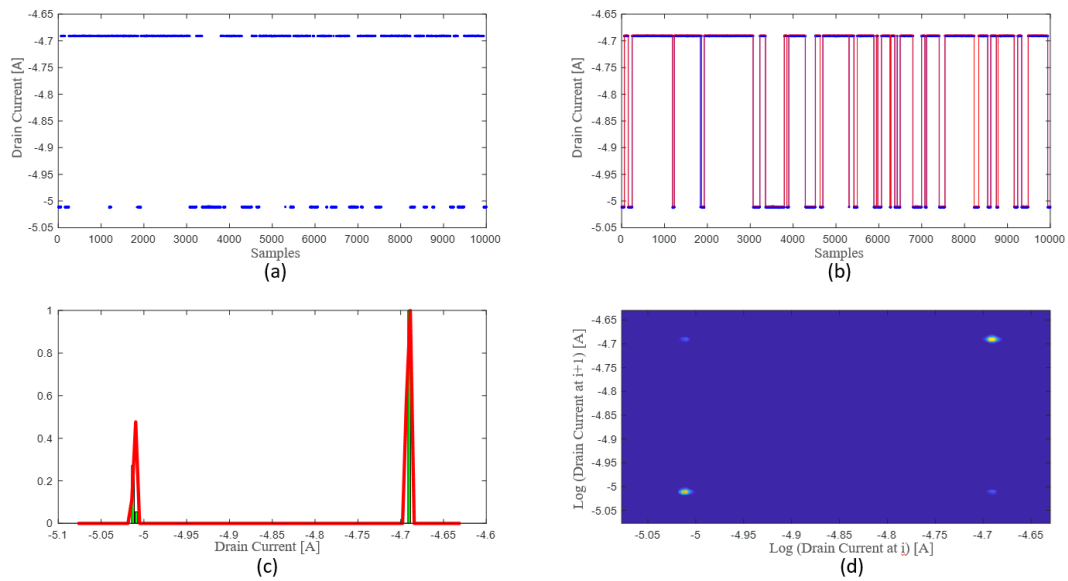 -4.65
-4.7
-4.75
-4.8
-4.85
-4.9
-4.95
-5
-5.05
Drain Current [A]
0 1000 2000 3000 4000 5000 6000 7000 8000 9000 10000
Samples
(a)
-4.65
-4.7
-4.75
-4.8
-4.85
-4.9
-4.95
-5
-5.05
Drain Current [A]
0 1000 2000 3000 4000 5000 6000 7000 8000 9000 10000
Samples
(b)
1
0.8
0.6
0.4
0.2
0
-5.1 -5.05 -5 -4.95 -4.9 -4.85 -4.8 -4.75 -4.7 -4.65 -4.6
Drain Current [A]
(c)
-4.65
-4.7
-4.75
-4.8
-4.85
-4.9
-4.95
-5
-5.05
Log (Drain Current at i+1) [A]
-5.05 -5 -4.95 -4.9 -4.85 -4.8 -4.75 -4.7 -4.65
Log (Drain Current at i) [A]
(d)